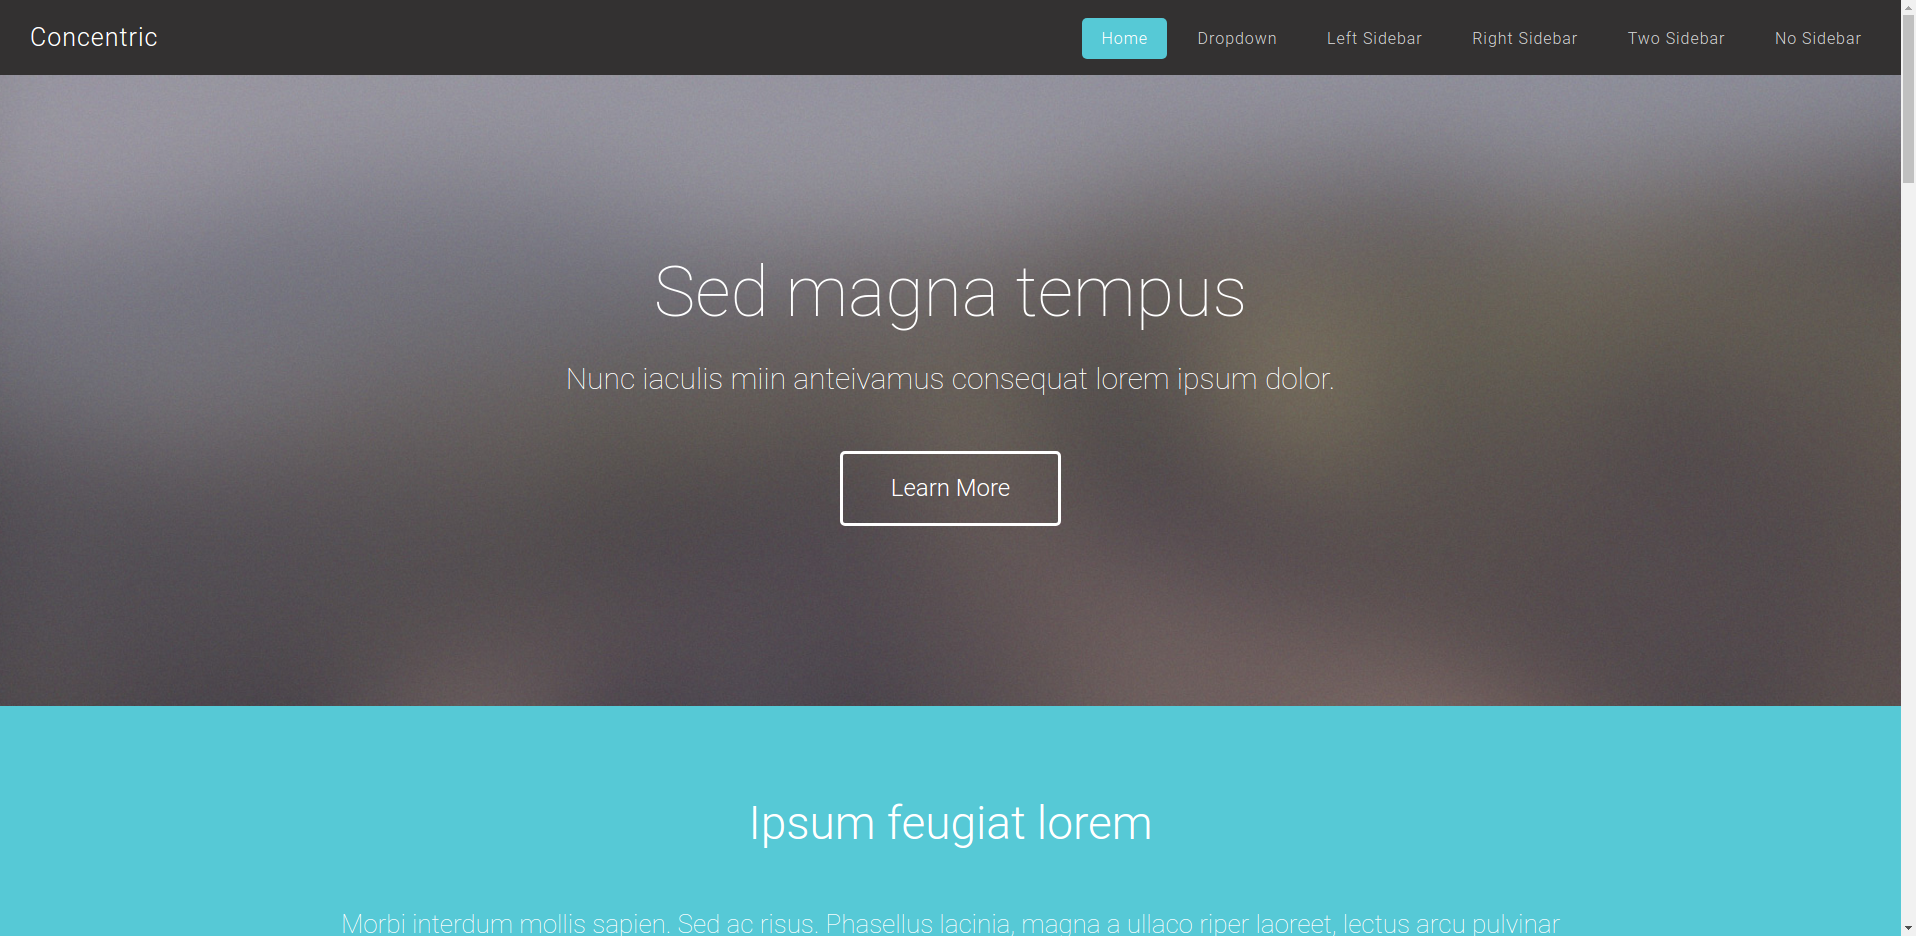 Concentric
Home Dropdown Left Sidebar Right Sidebar Two Sidebar No Sidebar
Sed magna tempus
Nunc iaculis miin anteivamus consequat lorem ipsum dolor.
Learn More
Ipsum feugiat lorem
Morbi interdum mollis sapien. Sed ac risus. Phasellus lacinia, magna a ullaco riper laoreet, lectus arcu pulvinar